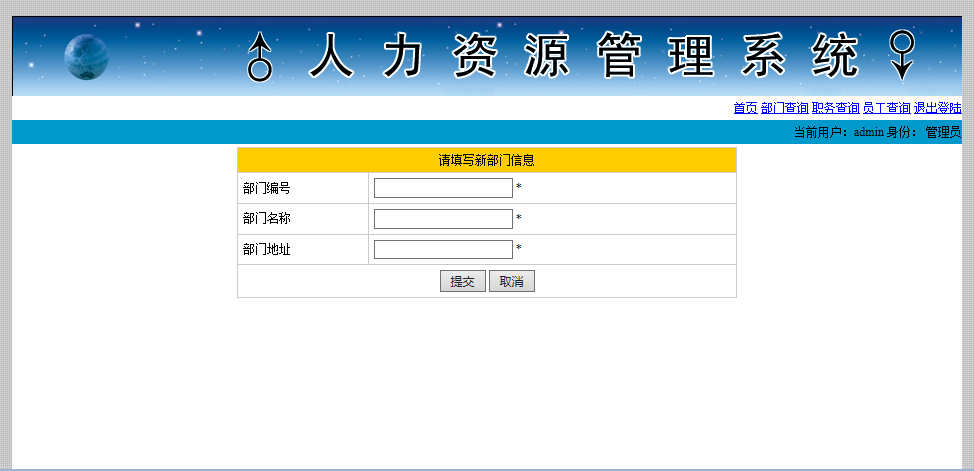 ♂人力资源管理系统♀
首页 部门查询 职务查询 员工查询 退出登陆
当前用户：admin 身份： 管理员
请填写新部门信息
部门编号 *
部门名称 *
部门地址 *
提交 取消